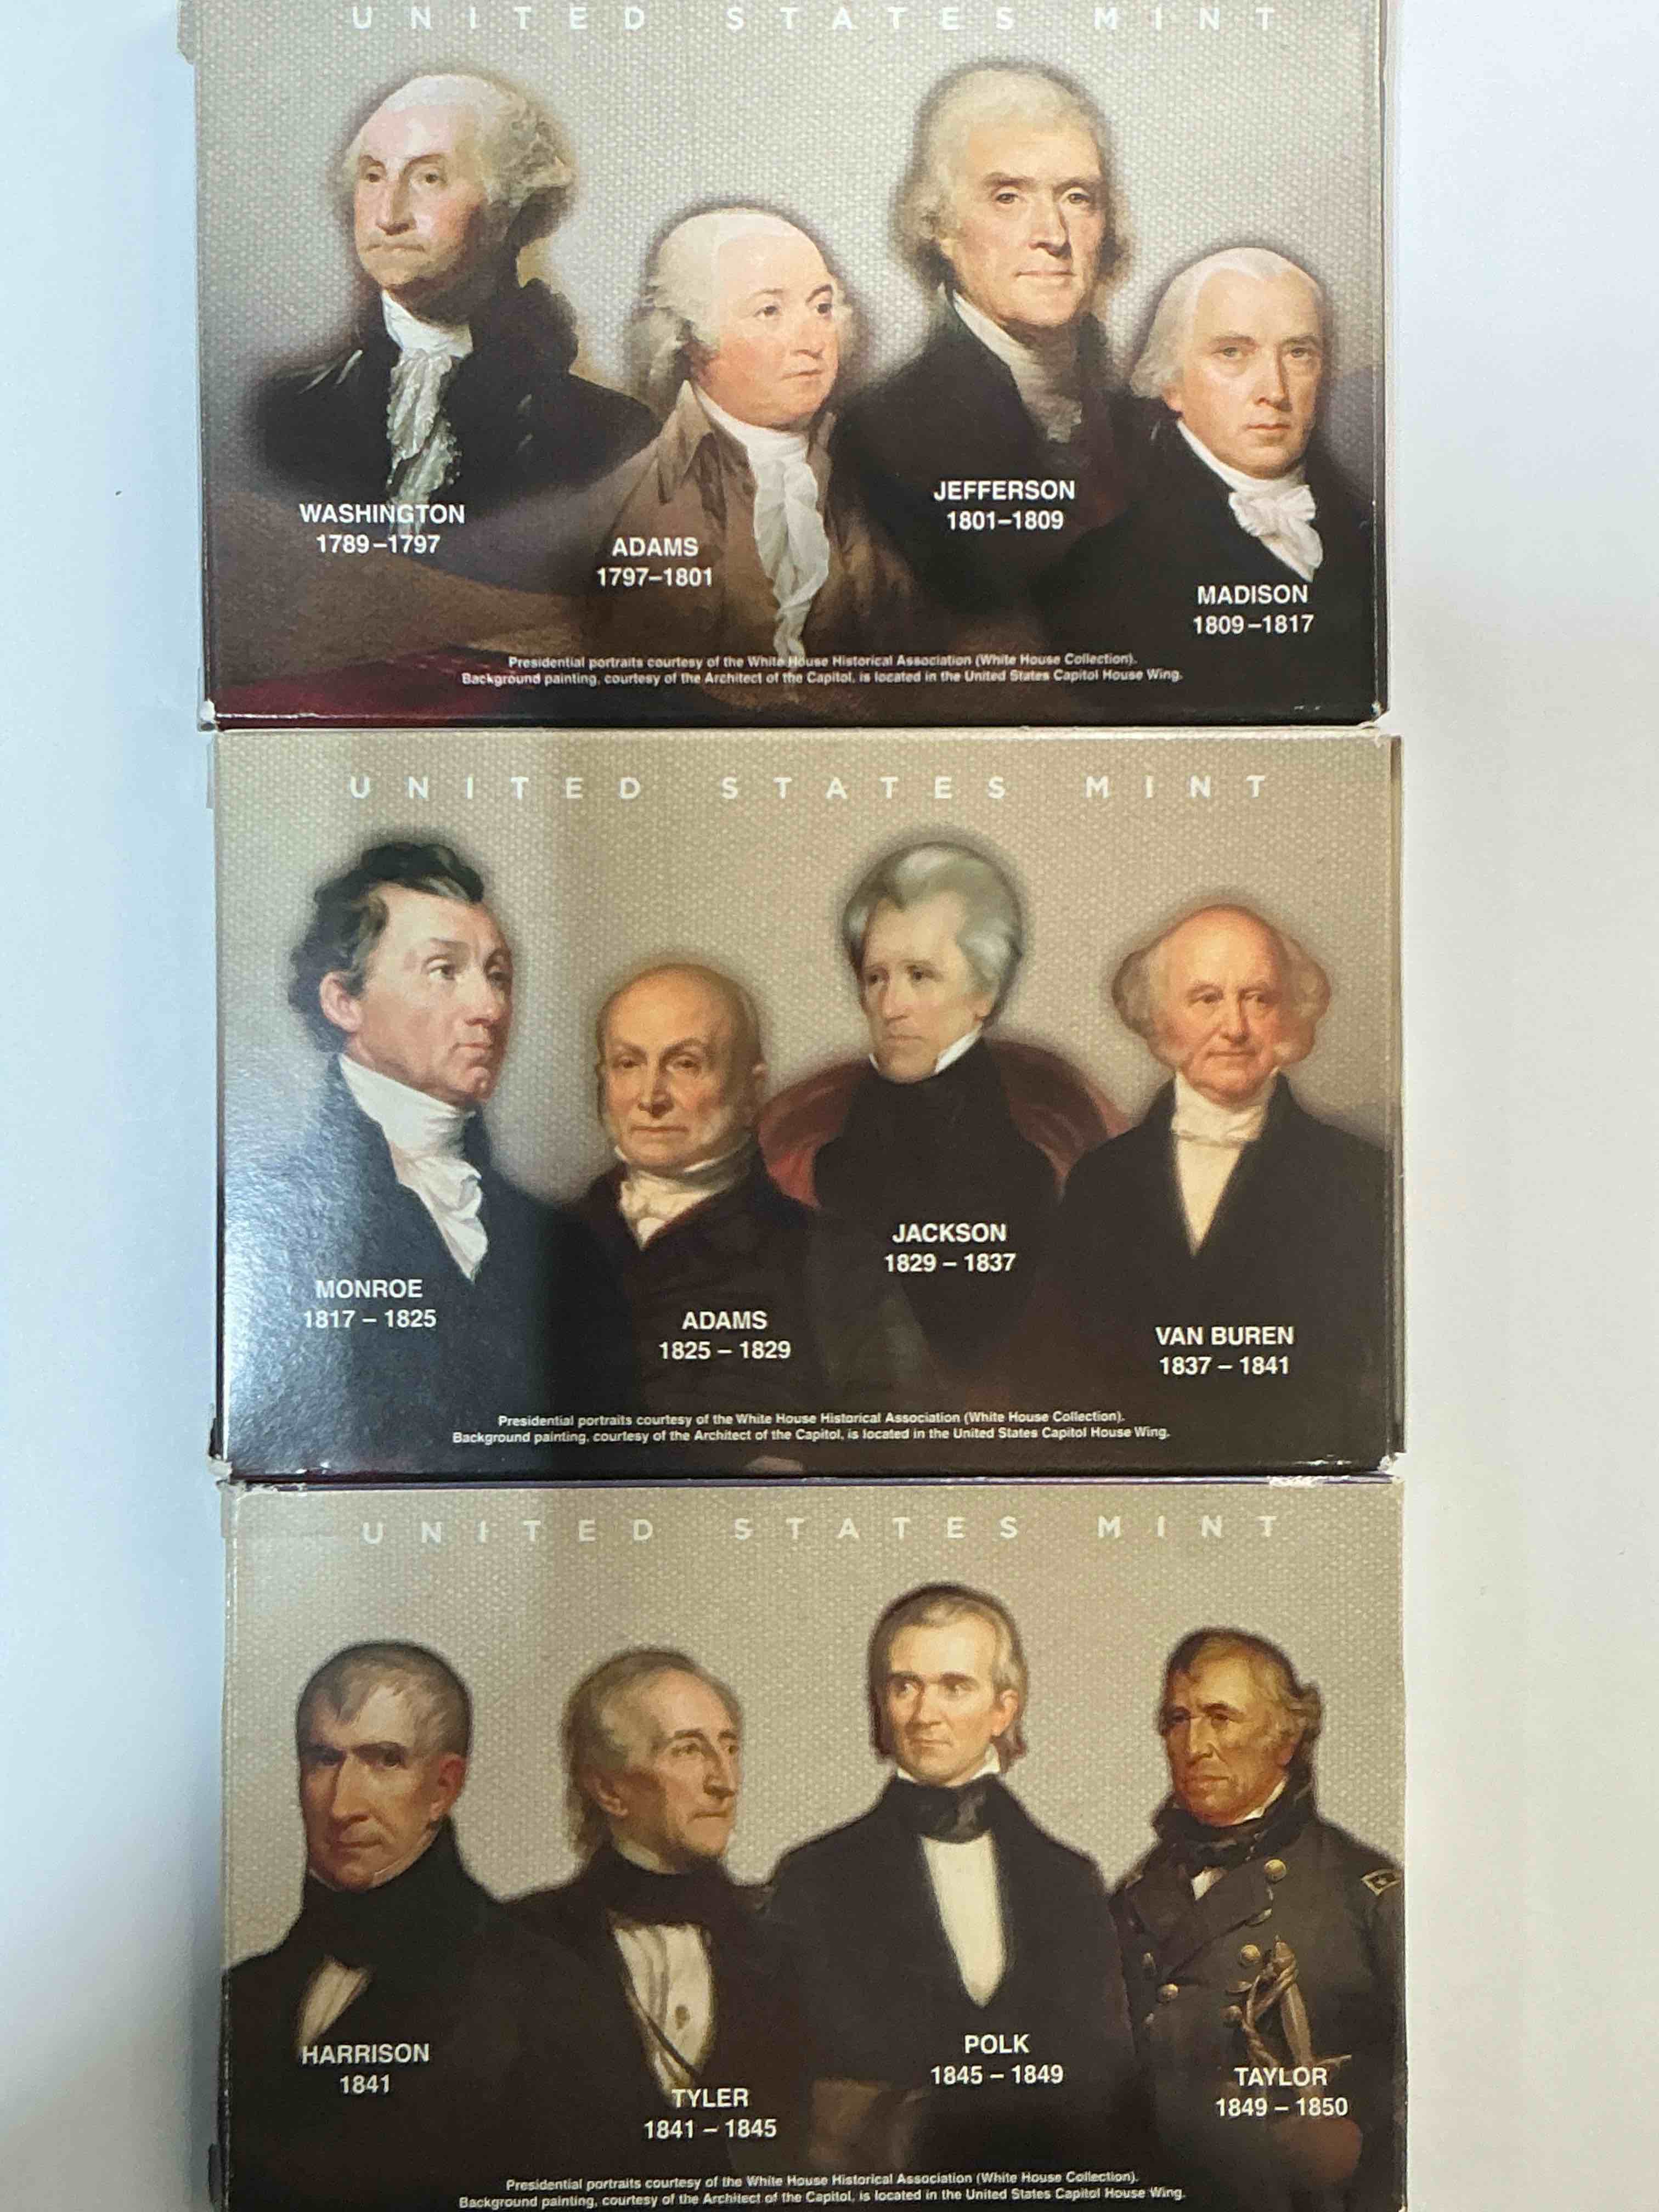 UNITED STATES MINT
WASHINGTON
1789–1797
ADAMS
1797–1801
JEFFERSON
1801–1809
MADISON
1809–1817
Presidential portraits courtesy of the White House Historical Association (White House Collection).
Background painting, courtesy of the Architect of the Capitol, is located in the United States Capitol House Wing.
UNITED STATES MINT
MONROE
1817 – 1825
ADAMS
1825 – 1829
JACKSON
1829 – 1837
VAN BUREN
1837 – 1841
Presidential portraits courtesy of the White House Historical Association (White House Collection).
Background painting, courtesy of the Architect of the Capitol, is located in the United States Capitol House Wing.
UNITED STATES MINT
HARRISON
1841
TYLER
1841 – 1845
POLK
1845 – 1849
TAYLOR
1849 – 1850
Presidential portraits courtesy of the White House Historical Association (White House Collection).
Background painting, courtesy of the Architect of the Capitol, is located in the United States Capitol House Wing.